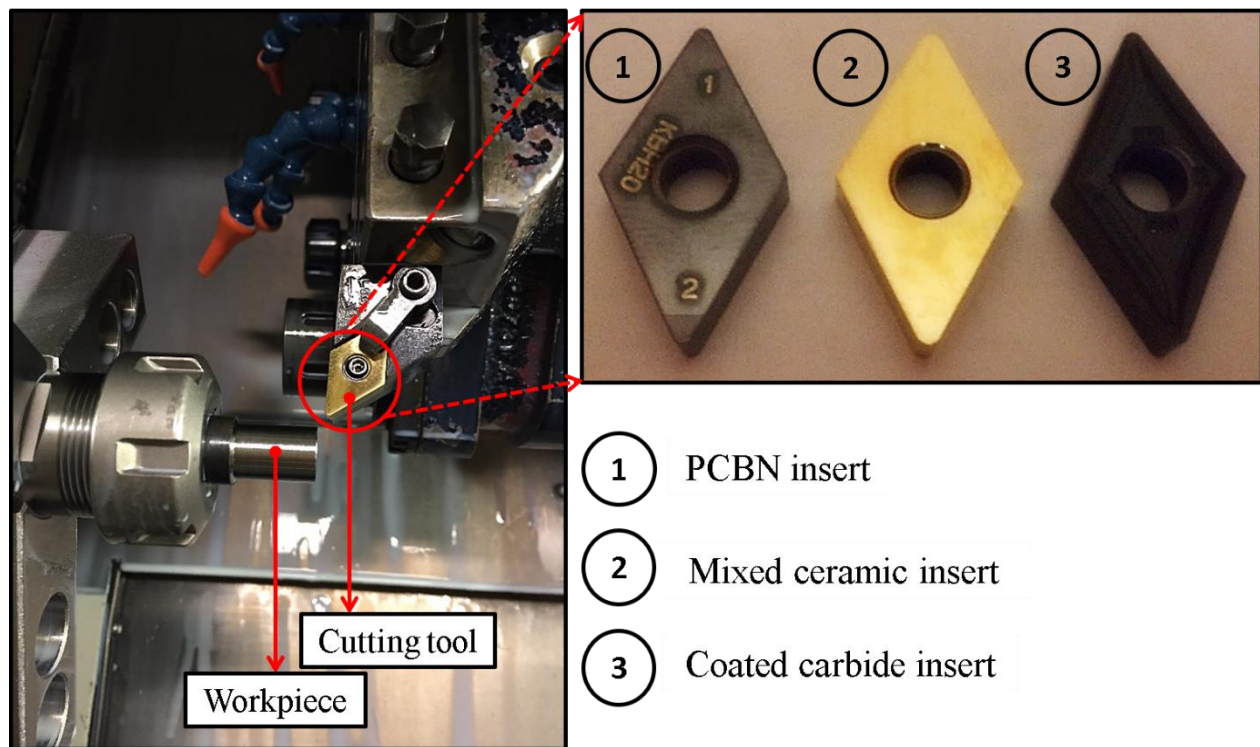 1
2
3
1
KBH20
2
1 PCBN insert
2 Mixed ceramic insert
3 Coated carbide insert
Cutting tool
Workpiece